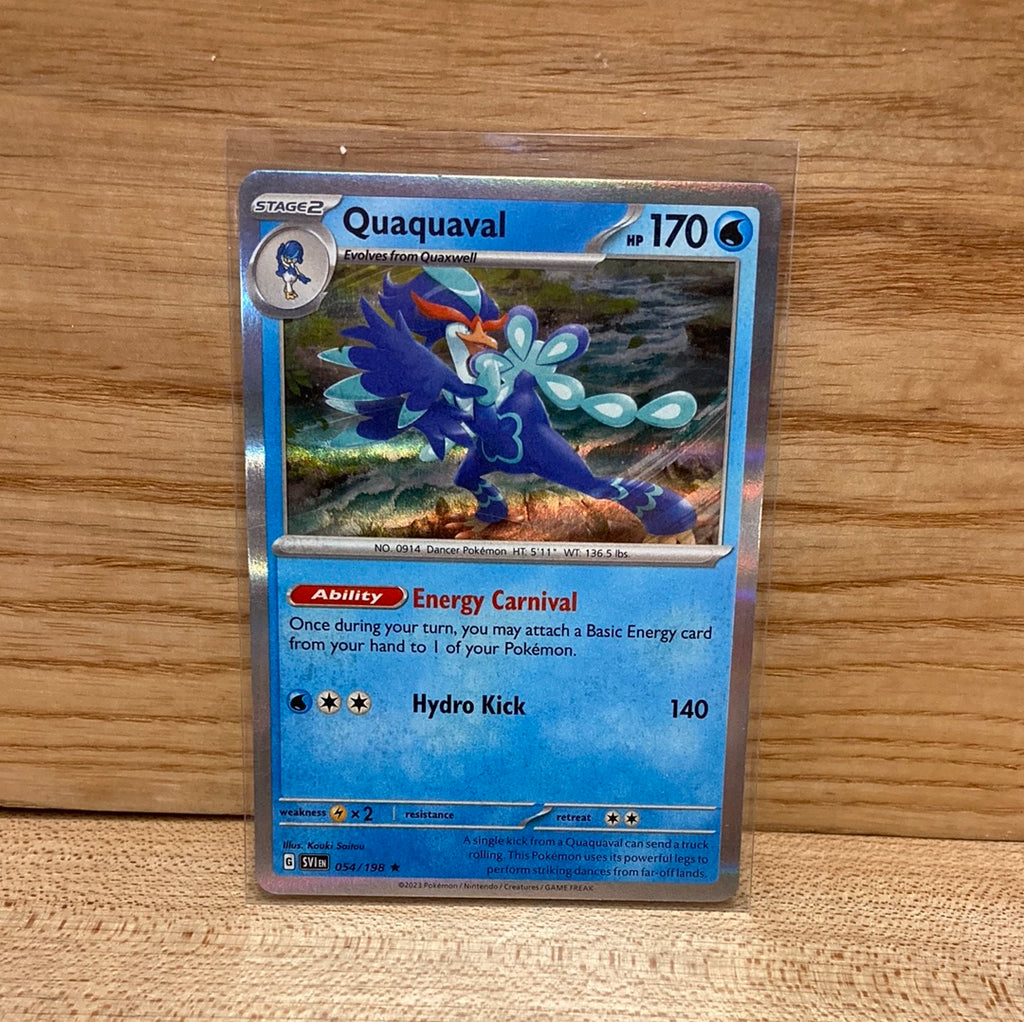 STAGE2
Quaquaval
HP 170
Evolves from Quaxwell
NO. 0914 Dancer Pokémon HT: 5'11" WT: 136.5 lbs.
Ability Energy Carnival
Once during your turn, you may attach a Basic Energy card
from your hand to 1 of your Pokémon.
Hydro Kick 140
weakness ×2 resistance retreat
Illus. Kouki Saitou
A single kick from a Quaquaval can send a truck
rolling. This Pokémon uses its powerful legs to
perform striking dances from far-off lands.
G SVI EN 054/198 ★
©2023 Pokémon / Nintendo / Creatures / GAME FREAK